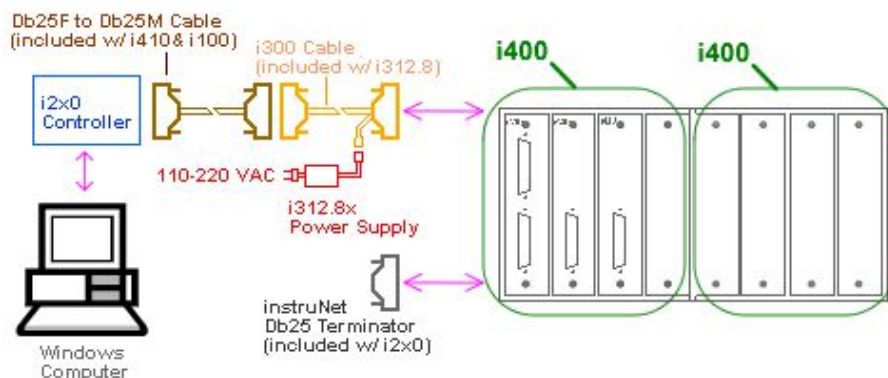 Db25F to Db25M Cable
(included w/ i410 & i100)
i300 Cable
(included w/ i312.8)
i400
i400
i2x0
Controller
110-220 VAC
i312.8x
Power Supply
instruNet
Db25 Terminator
(included w/ i2x0)
Windows
Computer